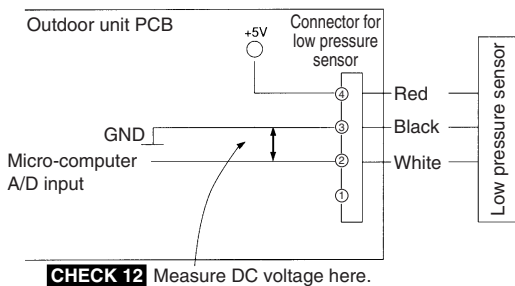 Outdoor unit PCB
+5V
Connector for
low pressure
sensor
4
Red
GND
3
Black
Micro-computer
A/D input
2
White
1
Low pressure sensor
CHECK 12 Measure DC voltage here.